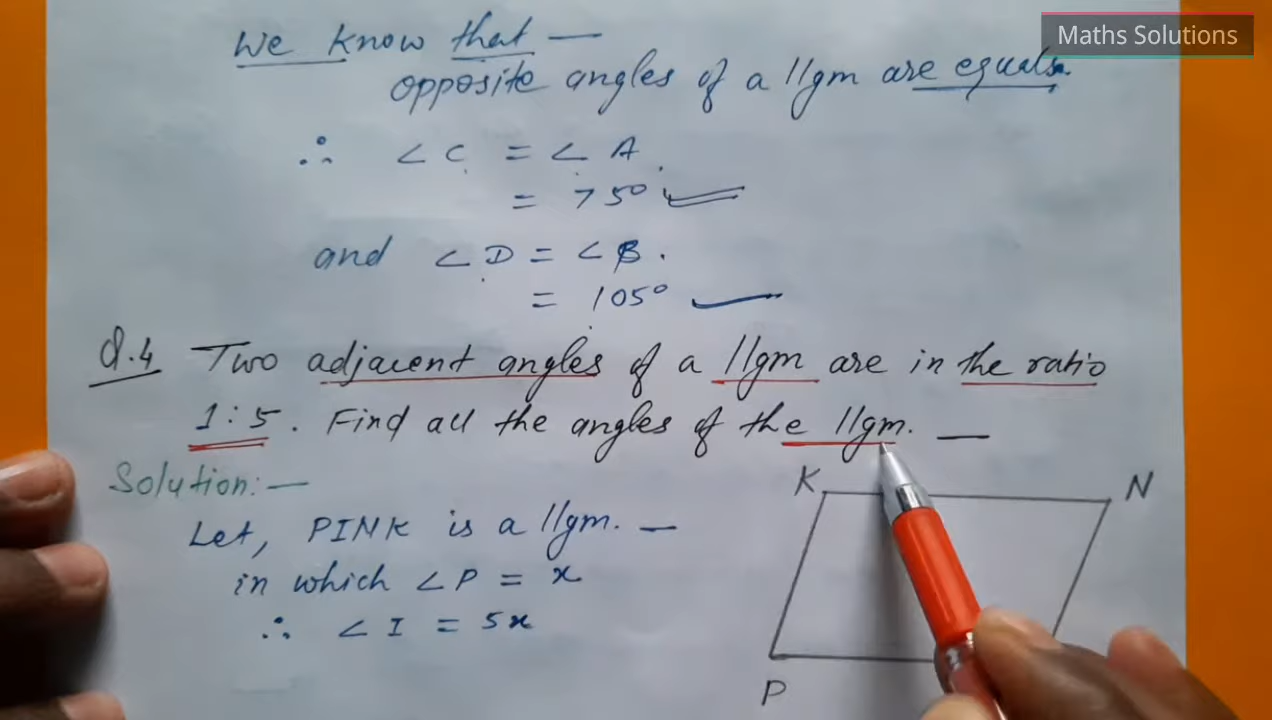 Maths Solutions
We know that —
opposite angles of a //gm are equals.
∴ ∠C = ∠A.
= 75°
and ∠D = ∠B.
= 105°
Q.4 Two adjacent angles of a //gm are in the ratio
1:5. Find all the angles of the //gm. —
Solution:—
Let, PINK is a //gm. —
in which ∠P = x
∴ ∠I = 5x
K N
P